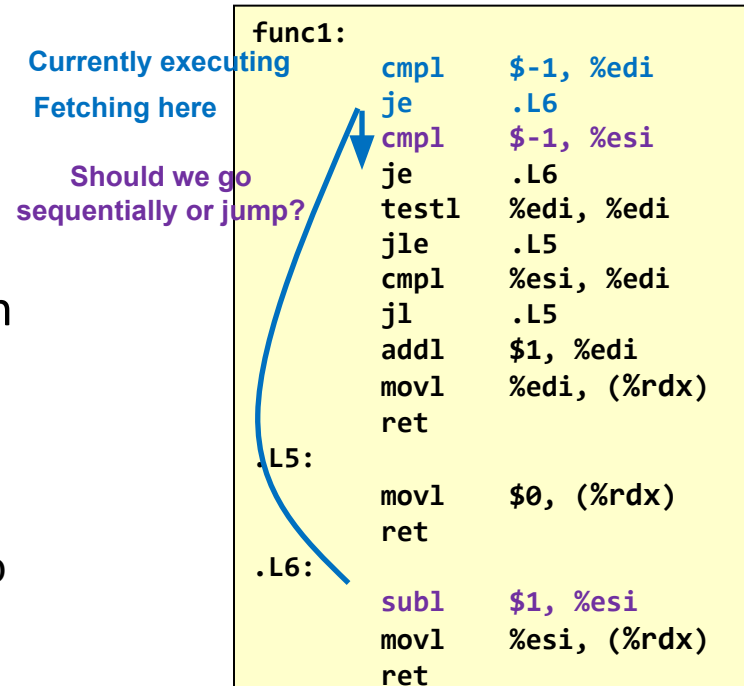 func1:
Currently executing
cmpl $-1, %edi
Fetching here
je .L6
cmpl $-1, %esi
Should we go
sequentially or jump?
je .L6
testl %edi, %edi
jle .L5
cmpl %esi, %edi
jl .L5
addl $1, %edi
movl %edi, (%rdx)
ret
.L5:
movl $0, (%rdx)
ret
.L6:
subl $1, %esi
movl %esi, (%rdx)
ret